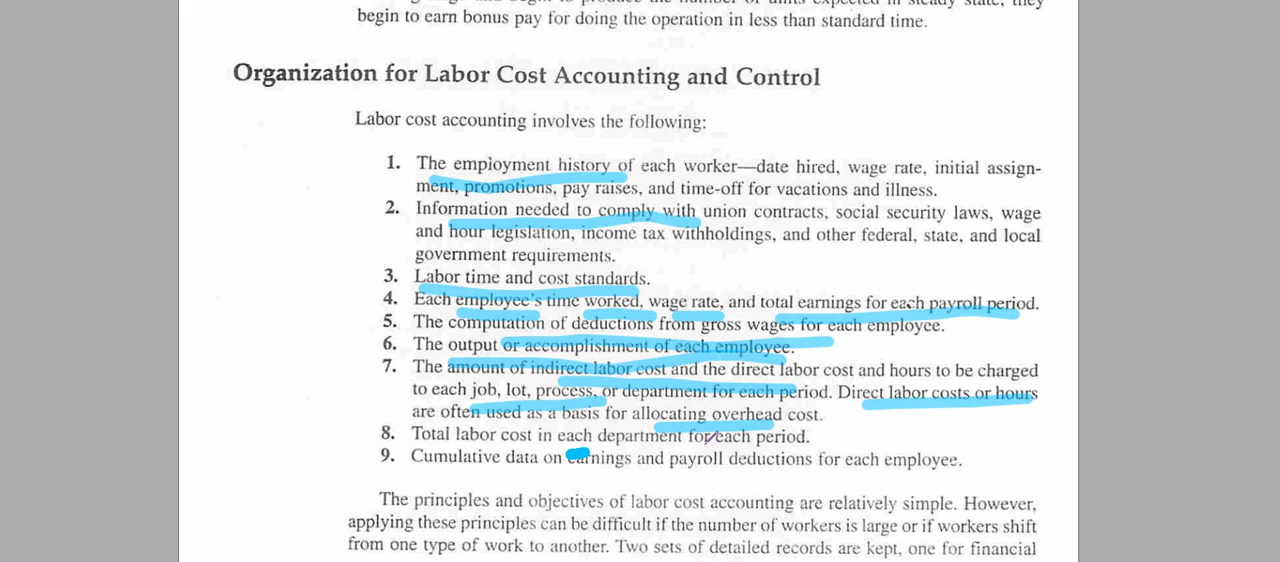 begin to earn bonus pay for doing the operation in less than standard time.
Organization for Labor Cost Accounting and Control
Labor cost accounting involves the following:
1. The employment history of each worker—date hired, wage rate, initial assign-
ment, promotions, pay raises, and time-off for vacations and illness.
2. Information needed to comply with union contracts, social security laws, wage
and hour legislation, income tax withholdings, and other federal, state, and local
government requirements.
3. Labor time and cost standards.
4. Each employee's time worked, wage rate, and total earnings for each payroll period.
5. The computation of deductions from gross wages for each employee.
6. The output or accomplishment of each employee.
7. The amount of indirect labor cost and the direct labor cost and hours to be charged
to each job, lot, process, or department for each period. Direct labor costs or hours
are often used as a basis for allocating overhead cost.
8. Total labor cost in each department for each period.
9. Cumulative data on earnings and payroll deductions for each employee.
The principles and objectives of labor cost accounting are relatively simple. However,
applying these principles can be difficult if the number of workers is large or if workers shift
from one type of work to another. Two sets of detailed records are kept, one for financial